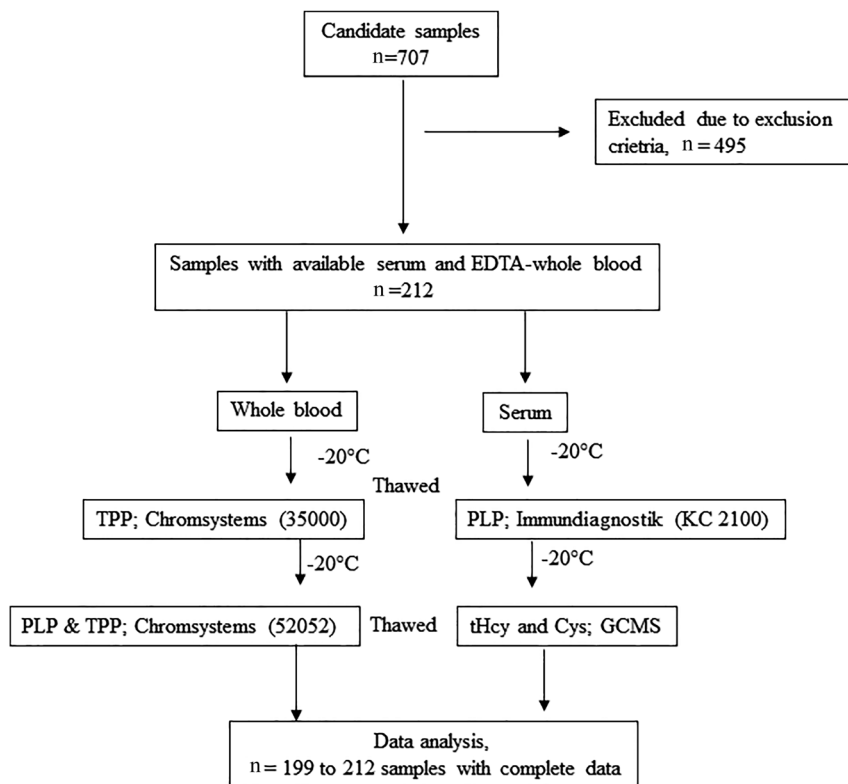 Candidate samples
n=707
Excluded due to exclusion
crietria, n = 495
Samples with available serum and EDTA-whole blood
n =212
Whole blood
Serum
-20°C
-20°C
Thawed
TPP; Chromsystems (35000)
PLP; Immundiagnostik (KC 2100)
-20°C
-20°C
PLP & TPP; Chromsystems (52052)
Thawed
tHcy and Cys; GCMS
Data analysis,
n = 199 to 212 samples with complete data